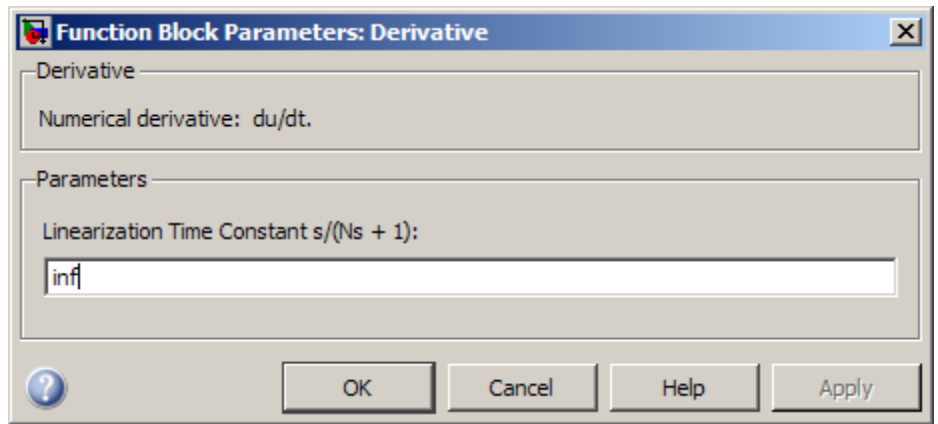 Function Block Parameters: Derivative
Derivative
Numerical derivative: du/dt.
Parameters
Linearization Time Constant s/(Ns + 1):
inf
?
OK Cancel Help Apply